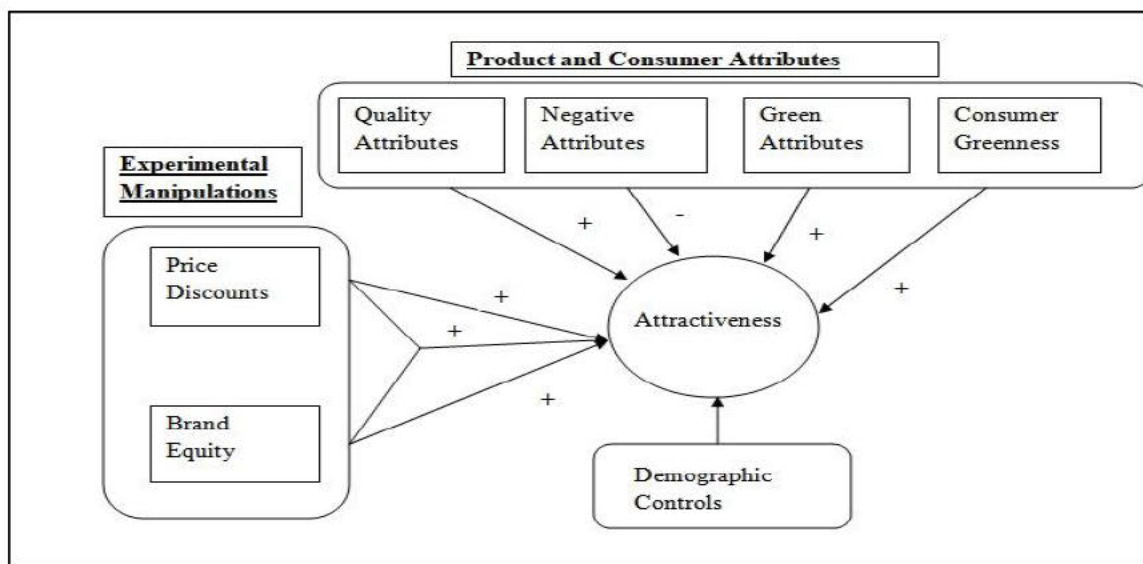 Product and Consumer Attributes
Quality
Attributes
Negative
Attributes
Green
Attributes
Consumer
Greenness
Experimental
Manipulations
+
-
+
+
Price
Discounts
+
+
+
Attractiveness
Brand
Equity
Demographic
Controls